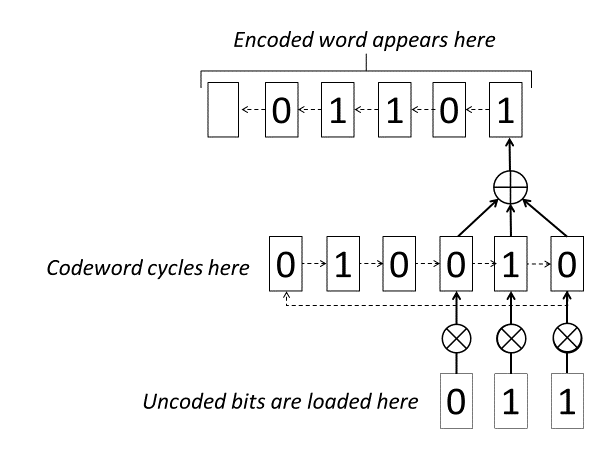 Encoded word appears here
0 1 1 0 1
Codeword cycles here 0 1 0 0 1 0
Uncoded bits are loaded here 0 1 1